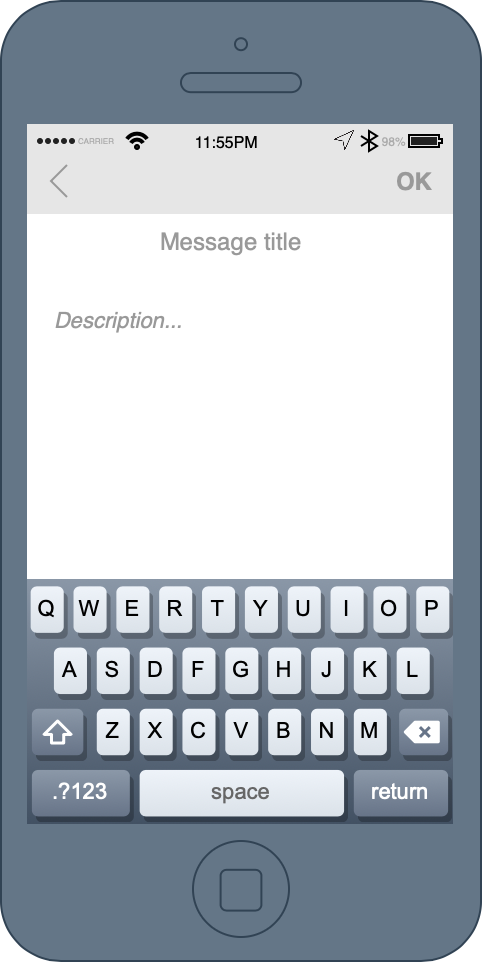 CARRIER 11:55PM 98%
OK
Message title
Description...
Q W E R T Y U I O P
A S D F G H J K L
Z X C V B N M
.?123 space return